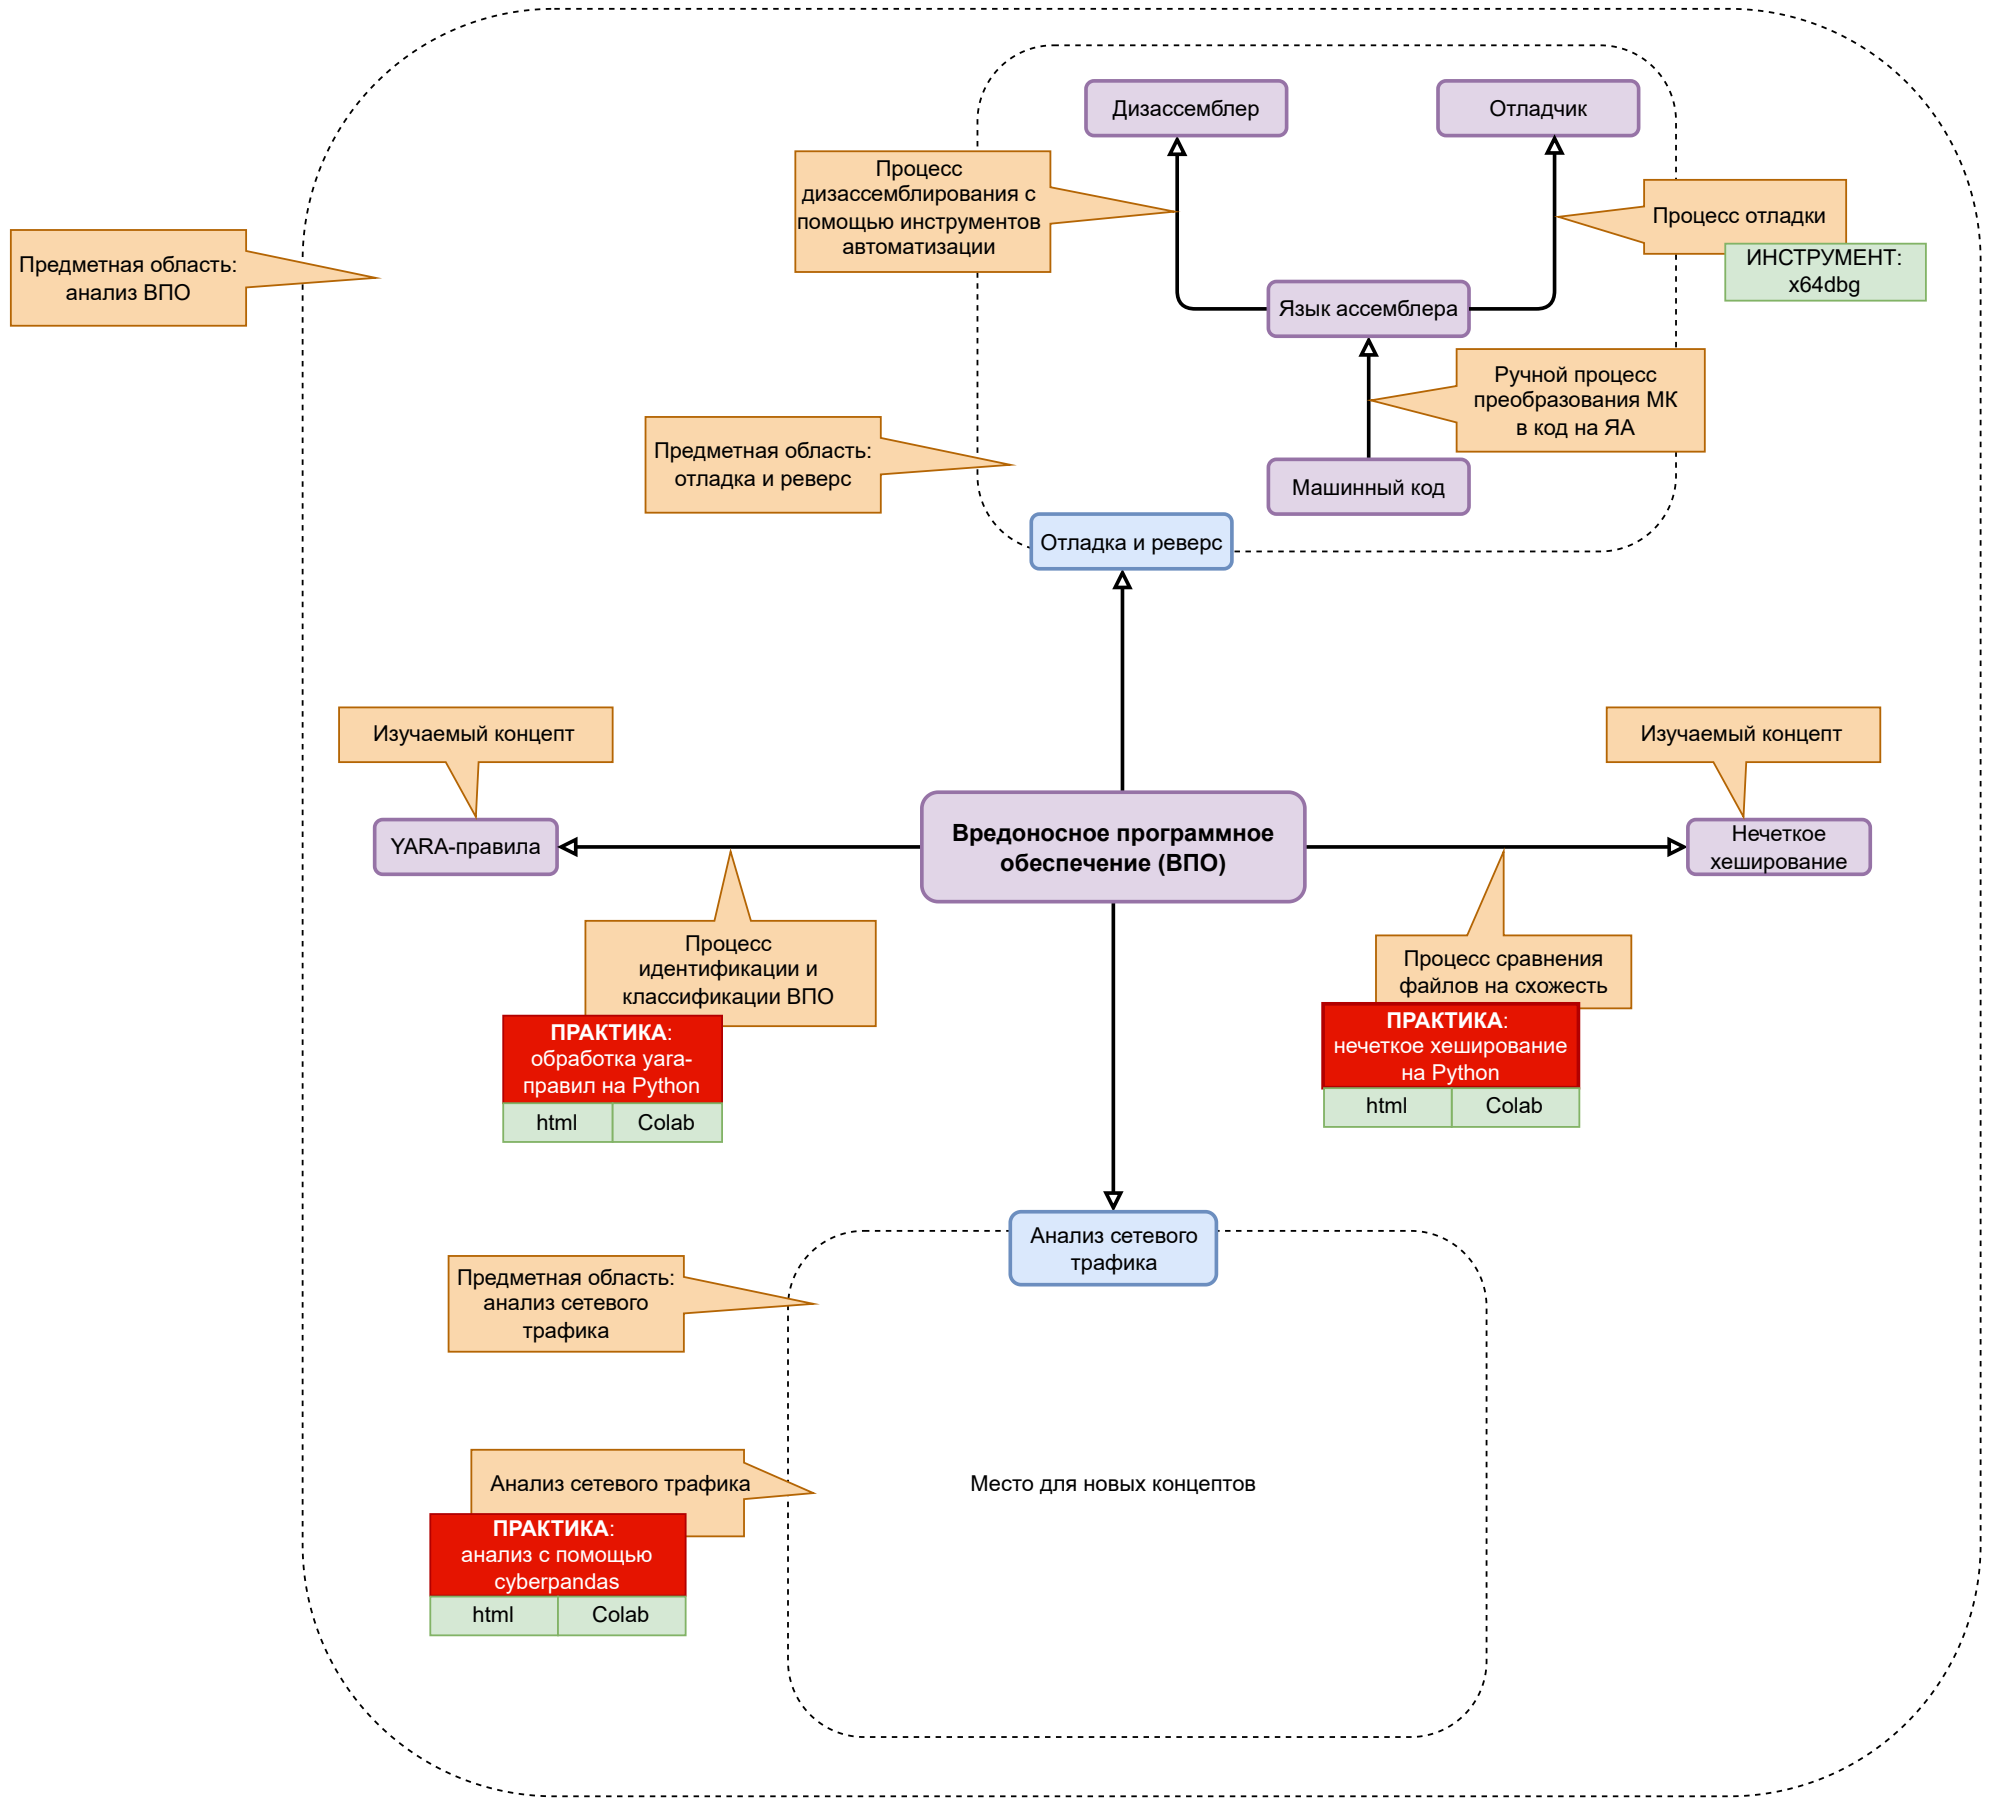 Дизассемблер
Отладчик
Процесс
дизассемблирования с
помощью инструментов
автоматизации
Процесс отладки
ИНСТРУМЕНТ:
x64dbg
Предметная область:
анализ ВПО
Язык ассемблера
Ручной процесс
преобразования МК
в код на ЯА
Предметная область:
отладка и реверс
Машинный код
Отладка и реверс
Изучаемый концепт
Изучаемый концепт
YARA-правила
Вредоносное программное
обеспечение (ВПО)
Нечеткое
хеширование
Процесс
идентификации и
классификации ВПО
Процесс сравнения
файлов на схожесть
ПРАКТИКА:
обработка yara-
правил на Python
html
Colab
ПРАКТИКА:
нечеткое хеширование
на Python
html
Colab
Анализ сетевого
трафика
Предметная область:
анализ сетевого
трафика
Анализ сетевого трафика
Место для новых концептов
ПРАКТИКА:
анализ с помощью
cyberpandas
html
Colab